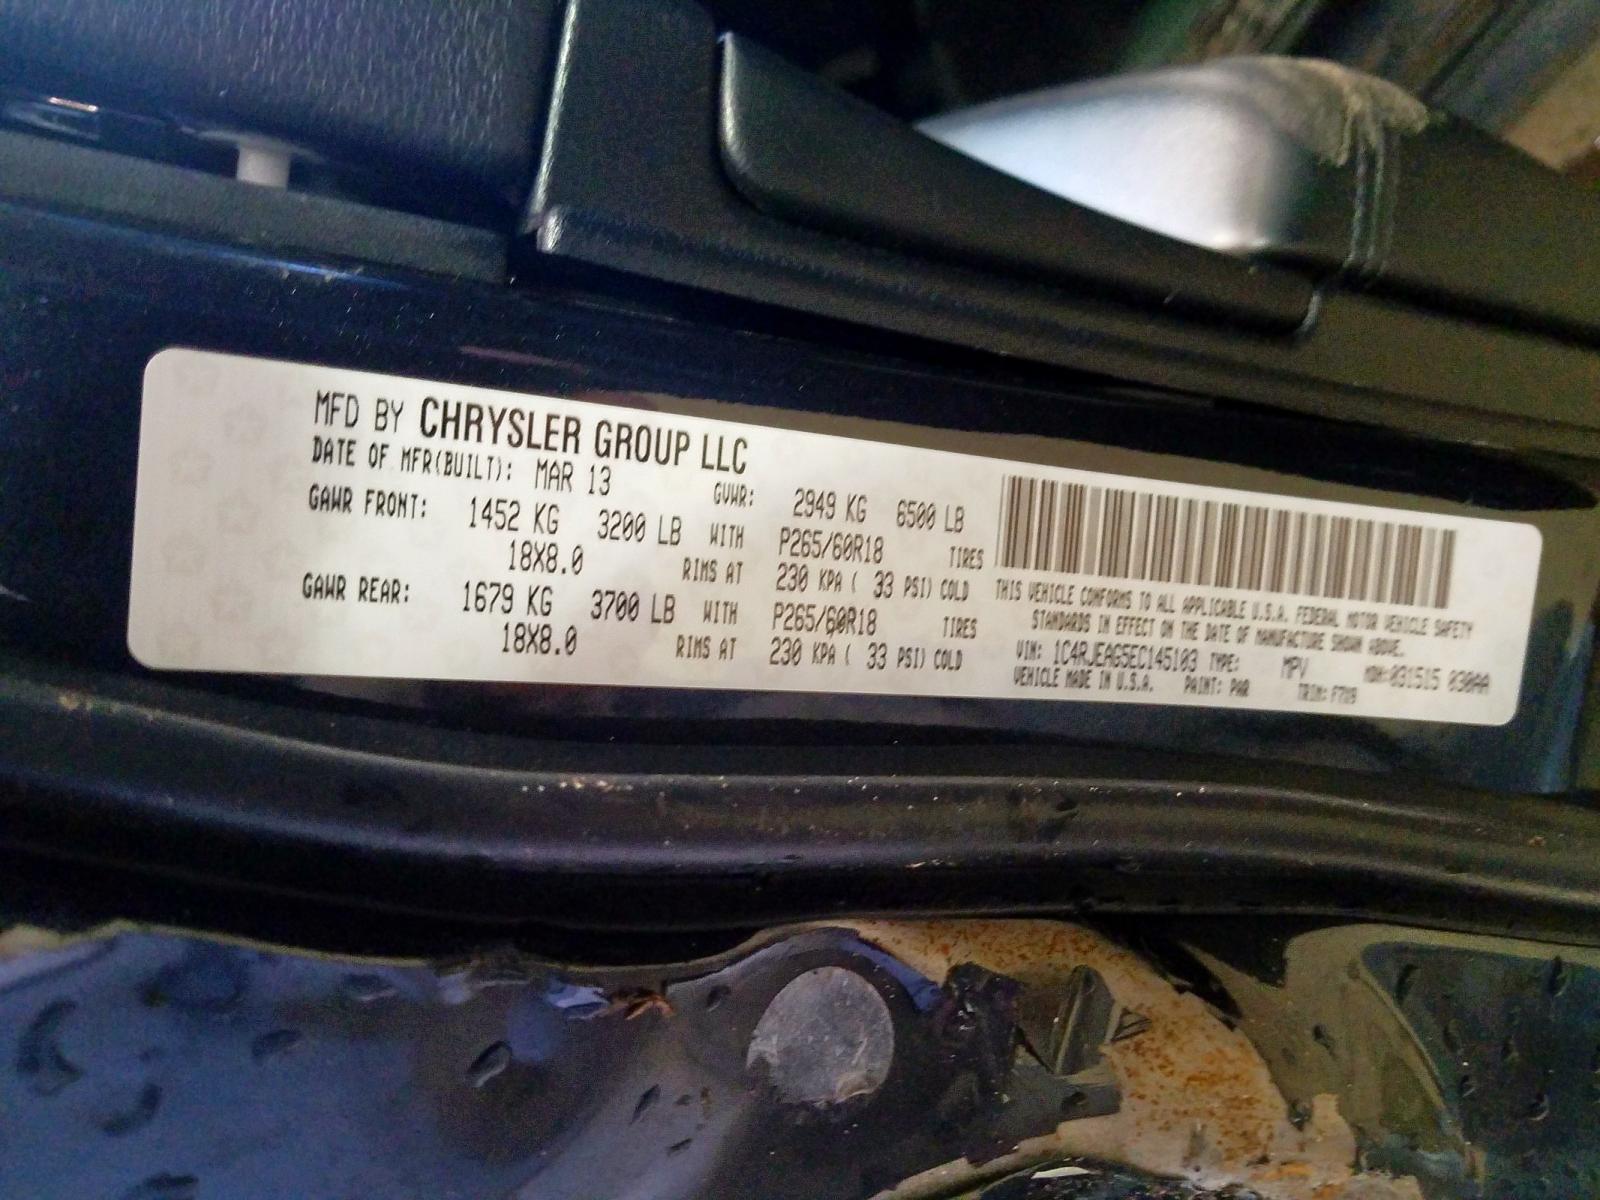 MFD BY CHRYSLER GROUP LLC
DATE OF MFR(BUILT): MAR 13 GVWR: 2949 KG 6500 LB
GAWR FRONT: 1452 KG 3200 LB WITH P265/60R18 TIRES
18X8.0 RIMS AT 230 KPA ( 33 PSI) COLD
GAWR REAR: 1679 KG 3700 LB WITH P265/60R18 TIRES
18X8.0 RIMS AT 230 KPA ( 33 PSI) COLD
THIS VEHICLE CONFORMS TO ALL APPLICABLE U.S.A. FEDERAL MOTOR VEHICLE SAFETY
STANDARDS IN EFFECT ON THE DATE OF MANUFACTURE SHOWN ABOVE.
VIN: 1C4RJEAG5EC145103 TYPE: MPV MDH:031515 030AA
VEHICLE MADE IN U.S.A. PAINT: PAR TRIM: